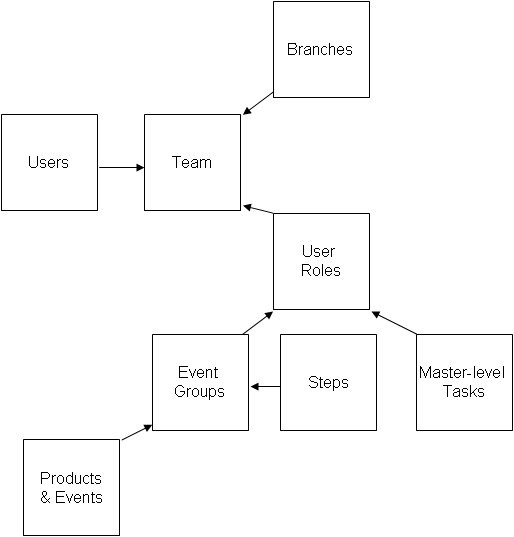 Branches
Users
Team
User
Roles
Event
Groups
Steps
Master-level
Tasks
Products
& Events